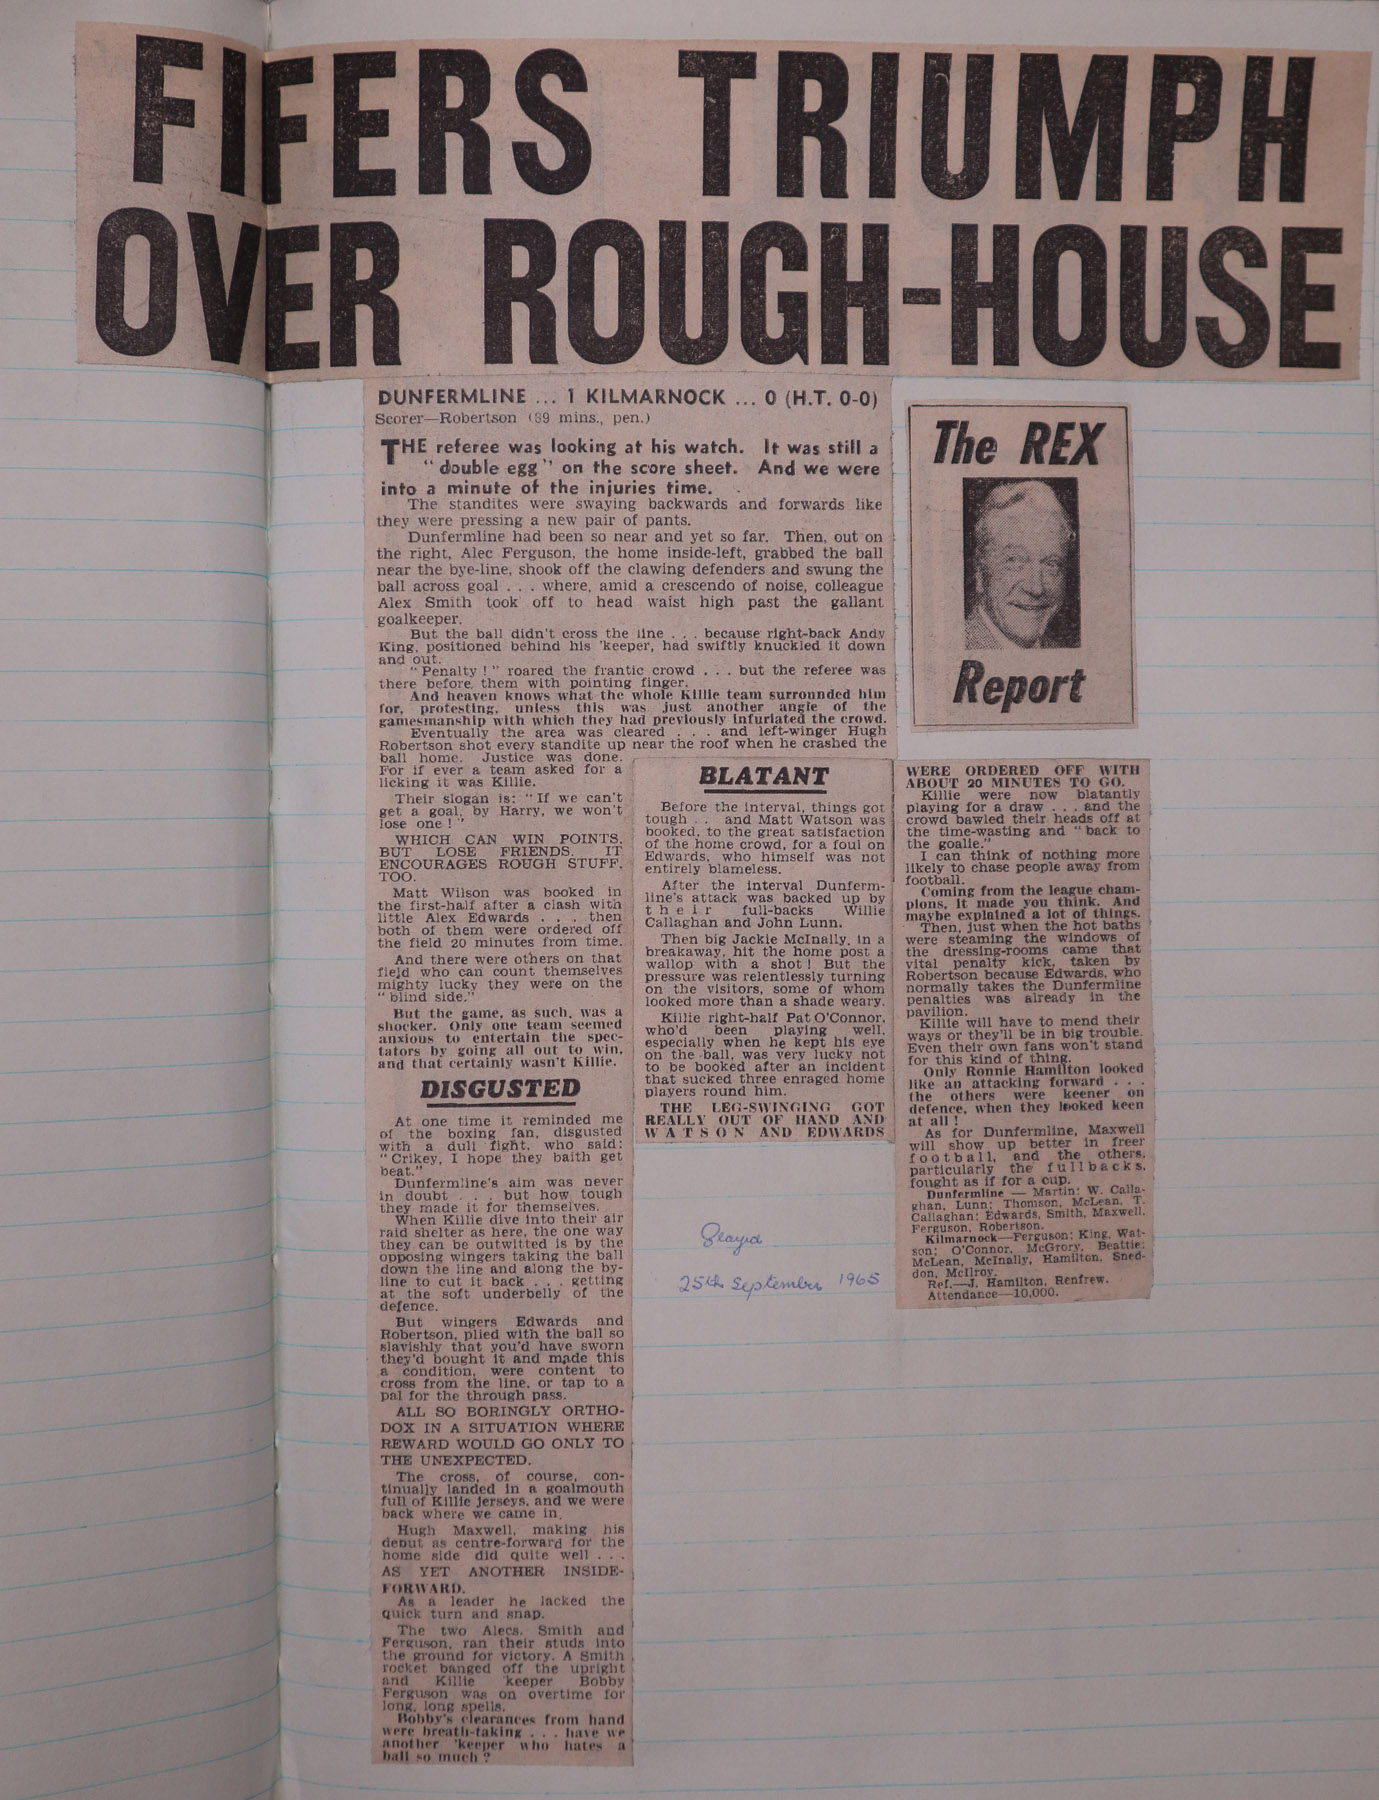 FIFERS TRIUMPH
OVER ROUGH-HOUSE
DUNFERMLINE ... 1 KILMARNOCK ... 0 (H.T. 0-0)
Scorer—Robertson (89 mins., pen.)
THE referee was looking at his watch. It was still a
"double egg" on the score sheet. And we were
into a minute of the injuries time.
The standites were swaying backwards and forwards like
they were pressing a new pair of pants.
Dunfermline had been so near and yet so far. Then, out on
the right, Alec Ferguson, the home inside-left, grabbed the ball
near the bye-line, shook off the clawing defenders and swung the
ball across goal . . . where, amid a crescendo of noise, colleague
Alex Smith took off to head waist high past the gallant
goalkeeper.
But the ball didn't cross the line . . . because right-back Andy
King, positioned behind his 'keeper, had swiftly knuckled it down
and out.
"Penalty!" roared the frantic crowd . . . but the referee was
there before them with pointing finger.
And heaven knows what the whole Killie team surrounded him
for, protesting, unless this was just another angle of the
gamesmanship with which they had previously infuriated the crowd.
Eventually the area was cleared . . . and left-winger Hugh
Robertson shot every standite up near the roof when he crashed the
ball home. Justice was done.
For if ever a team asked for a
licking it was Killie.
Their slogan is: "If we can't
get a goal, by Harry, we won't
lose one!"
WHICH CAN WIN POINTS,
BUT LOSE FRIENDS. IT
ENCOURAGES ROUGH STUFF,
TOO.
Matt Wilson was booked in
the first-half after a clash with
little Alex Edwards . . . then
both of them were ordered off
the field 20 minutes from time.
And there were others on that
field who can count themselves
mighty lucky they were on the
"blind side."
But the game, as such, was a
shocker. Only one team seemed
anxious to entertain the spec-
tators by going all out to win,
and that certainly wasn't Killie.
DISGUSTED
At one time it reminded me
of the boxing fan, disgusted
with a dull fight, who said:
"Crikey, I hope they baith get
beat."
Dunfermline's aim was never
in doubt . . . but how tough
they made it for themselves.
When Killie dive into their air
raid shelter as here, the one way
they can be outwitted is by the
opposing wingers taking the ball
down the line and along the by-
line to cut it back . . . getting
at the soft underbelly of the
defence.
But wingers Edwards and
Robertson, plied with the ball so
slavishly that you'd have sworn
they'd bought it and made this
a condition, were content to
cross from the line, or tap to a
pal for the through pass.
ALL SO BORINGLY ORTHO-
DOX IN A SITUATION WHERE
REWARD WOULD GO ONLY TO
THE UNEXPECTED.
The cross, of course, con-
tinually landed in a goalmouth
full of Killie jerseys, and we were
back where we came in.
Hugh Maxwell, making his
debut as centre-forward for the
home side did quite well . . .
AS YET ANOTHER INSIDE-
FORWARD.
As a leader he lacked the
quick turn and snap.
The two Alecs, Smith and
Ferguson, ran their studs into
the ground for victory. A Smith
rocket banged off the upright
and Killie 'keeper Bobby
Ferguson was on overtime for
long, long spells.
Bobby's clearances from hand
were breath-taking . . . have we
another 'keeper who hates a
ball so much?
BLATANT
Before the interval, things got
tough . . and Matt Watson was
booked, to the great satisfaction
of the home crowd, for a foul on
Edwards, who himself was not
entirely blameless.
After the interval Dunferm-
line's attack was backed up by
their full-backs Willie
Callaghan and John Lunn.
Then big Jackie McInally, in a
breakaway, hit the home post a
wallop with a shot! But the
pressure was relentlessly turning
on the visitors, some of whom
looked more than a shade weary.
Killie right-half Pat O'Connor,
who'd been playing well,
especially when he kept his eye
on the ball, was very lucky not
to be booked after an incident
that sucked three enraged home
players round him.
THE LEG-SWINGING GOT
REALLY OUT OF HAND AND
WATSON AND EDWARDS
The REX
Report
WERE ORDERED OFF WITH
ABOUT 20 MINUTES TO GO.
Killie were now blatantly
playing for a draw . . . and the
crowd bawled their heads off at
the time-wasting and "back to
the goalie."
I can think of nothing more
likely to chase people away from
football.
Coming from the league cham-
pions, it made you think. And
maybe explained a lot of things.
Then, just when the hot baths
were steaming the windows of
the dressing-rooms came that
vital penalty kick, taken by
Robertson because Edwards, who
normally takes the Dunfermline
penalties was already in the
pavilion.
Killie will have to mend their
ways or they'll be in big trouble.
Even their own fans won't stand
for this kind of thing.
Only Ronnie Hamilton looked
like an attacking forward . . .
the others were keener on
defence, when they looked keen
at all!
As for Dunfermline, Maxwell
will show up better in freer
football, and the others,
particularly the fullbacks,
fought as if for a cup.
Dunfermline — Martin; W. Calla-
ghan, Lunn; Thomson, McLean, T.
Callaghan; Edwards, Smith, Maxwell,
Ferguson, Robertson.
Kilmarnock—Ferguson; King, Wat-
son; O'Connor, McGrory, Beattie;
McLean, McInally, Hamilton, Sned-
don, McIlroy.
Ref.—J. Hamilton, Renfrew.
Attendance—10,000.
Played
25th September 1965